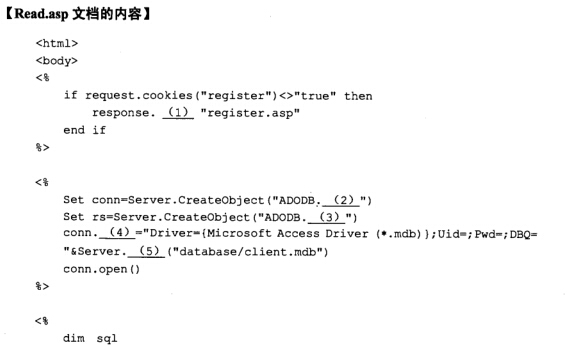 【Read.asp 文档的内容】
<html>
<body>
<%
if request.cookies("register")<>"true" then
response. (1) "register.asp"
end if
%>
<%
Set conn=Server.CreateObject("ADODB. (2) ")
Set rs=Server.CreateObject("ADODB. (3) ")
conn. (4) ="Driver={Microsoft Access Driver (*.mdb)};Uid=;Pwd=;DBQ=
"&Server. (5) ("database/client.mdb")
conn.open()
%>
<%
dim sql